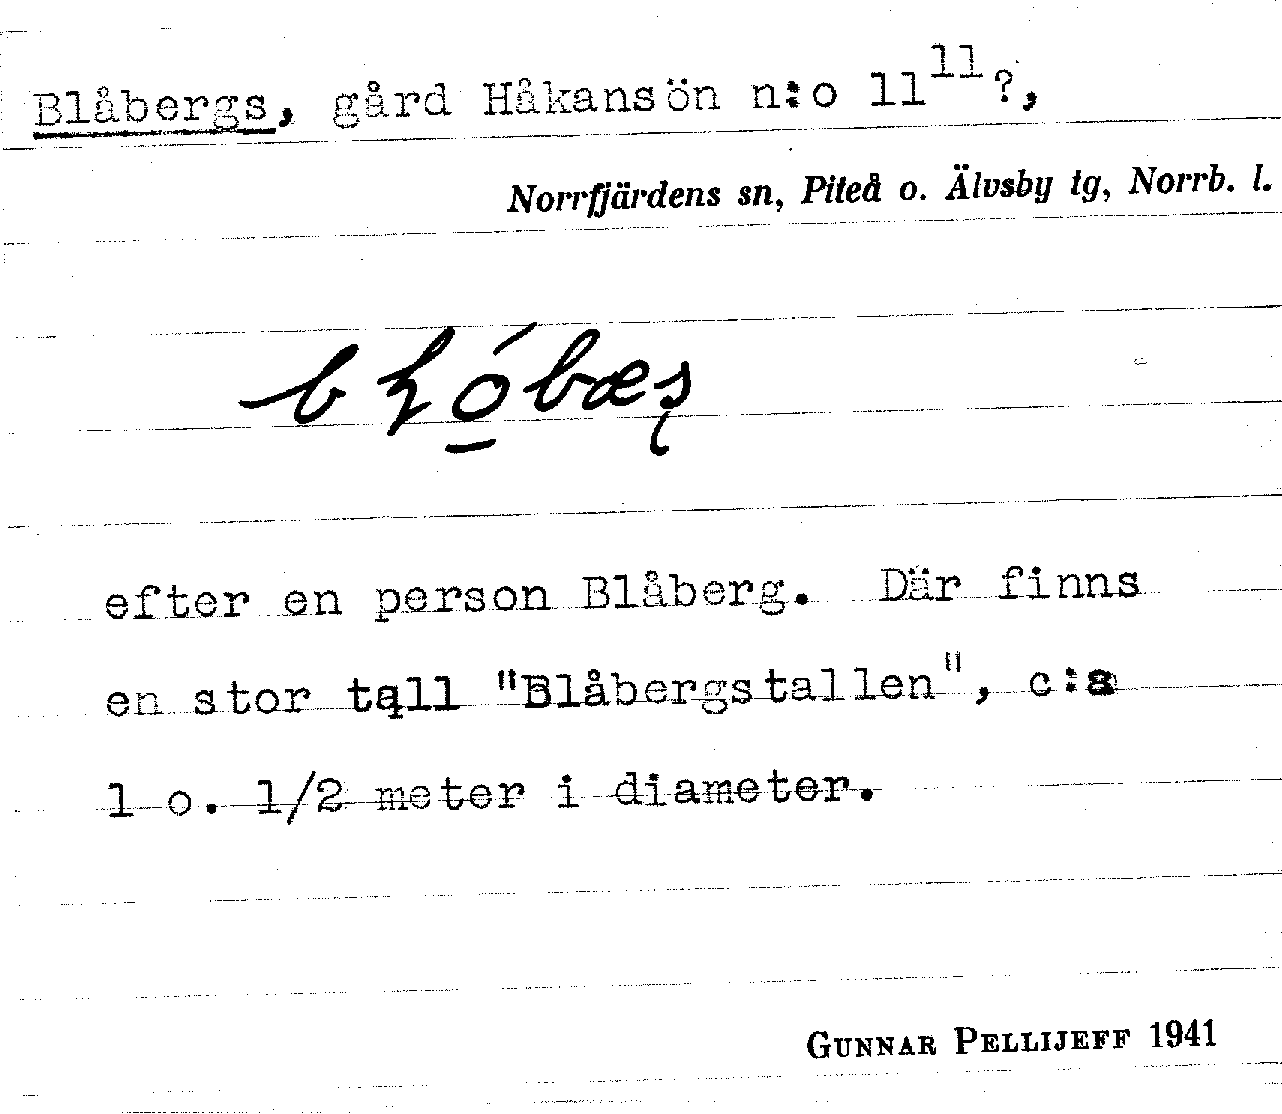 Blåbergs, gård Håkansön n:o 11¹¹?,
Norrfjärdens sn, Piteå o. Älvsby tg, Norrb. l.
efter en person Blåberg. Där finns
en stor tall "Blåbergstallen", c:a
1 o. 1/2 meter i diameter.
GUNNAR PELLIJEFF 1941